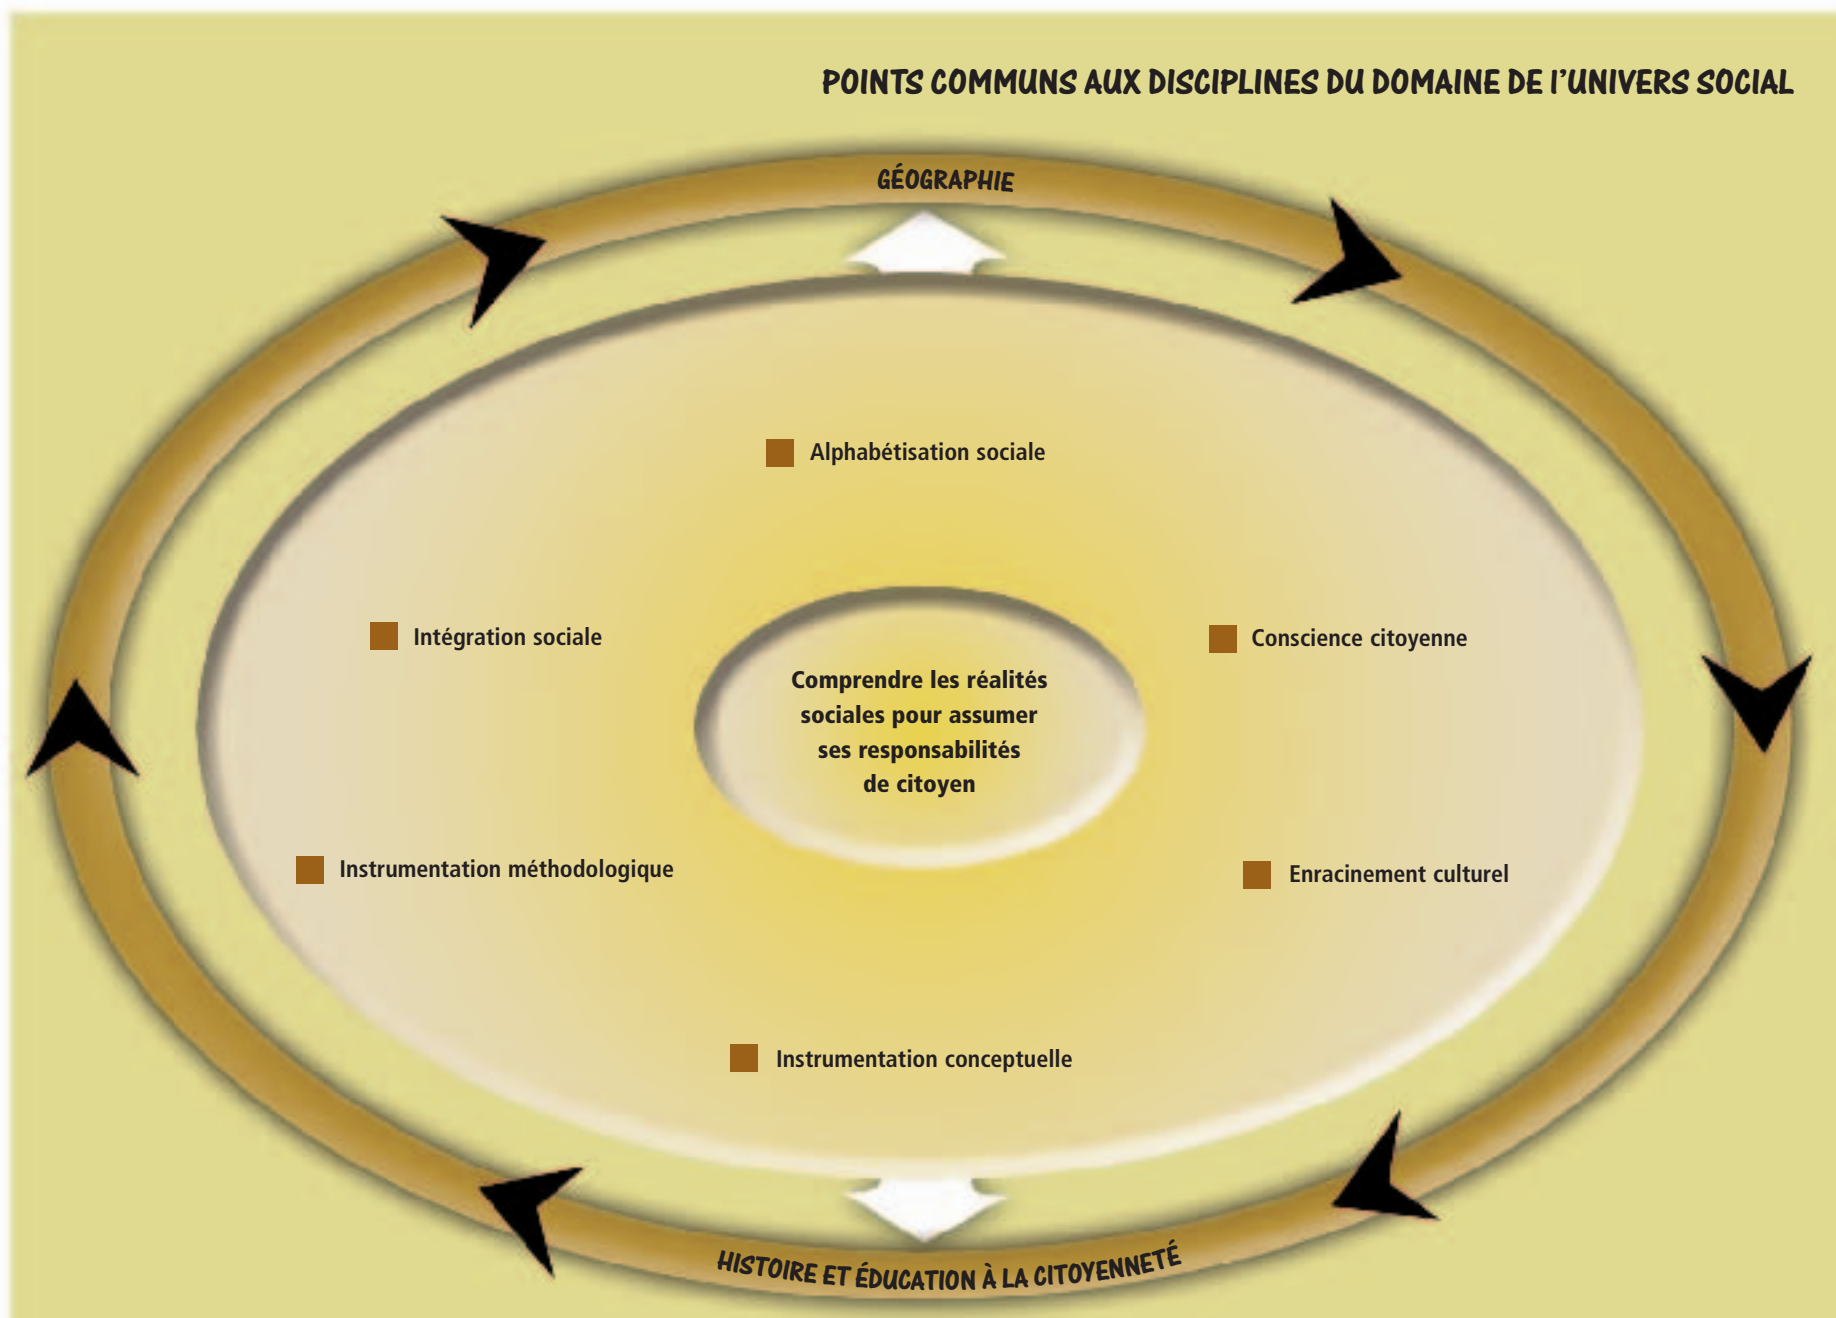 POINTS COMMUNS AUX DISCIPLINES DU DOMAINE DE l'UNIVERS SOCIAL
GÉOGRAPHIE
Alphabétisation sociale
Intégration sociale
Conscience citoyenne
Comprendre les réalités
sociales pour assumer
ses responsabilités
de citoyen
Instrumentation méthodologique
Enracinement culturel
Instrumentation conceptuelle
HISTOIRE ET ÉDUCATION À LA CITOYENNETÉ